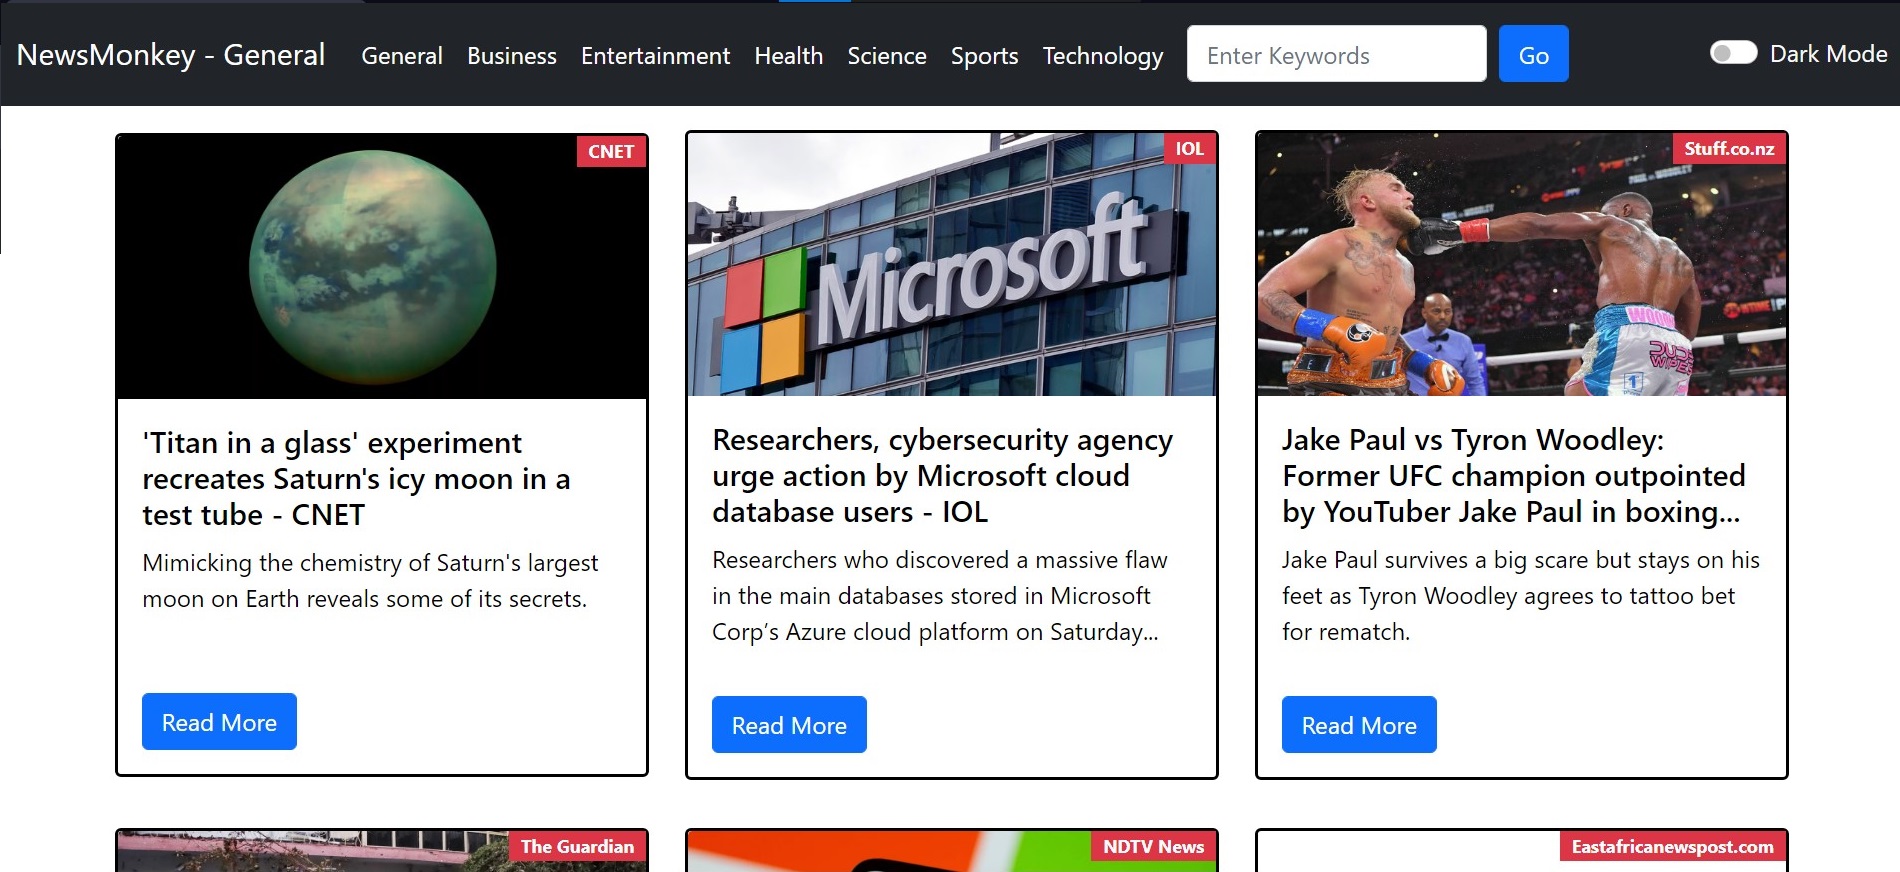 NewsMonkey - General General Business Entertainment Health Science Sports Technology Enter Keywords Go Dark Mode
CNET
'Titan in a glass' experiment
recreates Saturn's icy moon in a
test tube - CNET
Mimicking the chemistry of Saturn's largest
moon on Earth reveals some of its secrets.
Read More
IOL
Microsoft
Researchers, cybersecurity agency
urge action by Microsoft cloud
database users - IOL
Researchers who discovered a massive flaw
in the main databases stored in Microsoft
Corp’s Azure cloud platform on Saturday...
Read More
Stuff.co.nz
DUDE
WIPES
Jake Paul vs Tyron Woodley:
Former UFC champion outpointed
by YouTuber Jake Paul in boxing...
Jake Paul survives a big scare but stays on his
feet as Tyron Woodley agrees to tattoo bet
for rematch.
Read More
The Guardian
NDTV News
Eastafricanewspost.com